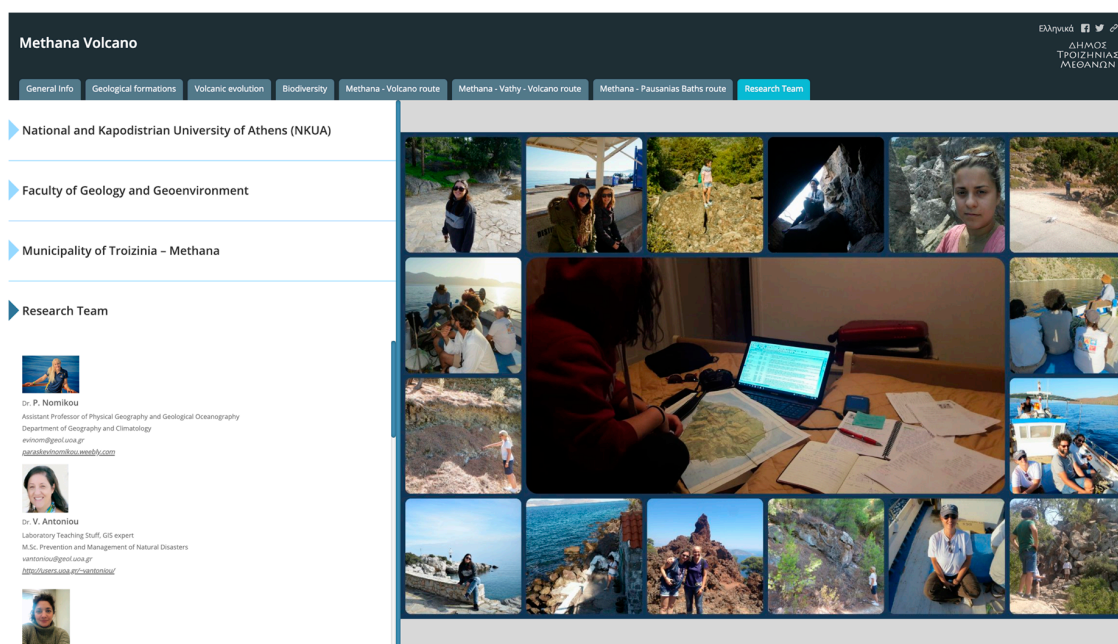 Methana Volcano
Ελληνικά
ΔΗΜΟΣ
ΤΡΟΙΖΗΝΙΑΣ
ΜΕΘΑΝΩΝ
General Info
Geological formations
Volcanic evolution
Biodiversity
Methana - Volcano route
Methana - Vathy - Volcano route
Methana - Pausanias Baths route
Research Team
National and Kapodistrian University of Athens (NKUA)
Faculty of Geology and Geoenvironment
Municipality of Troizinia – Methana
Research Team
Dr. P. Nomikou
Assistant Professor of Physical Geography and Geological Oceanography
Department of Geography and Climatology
evinom@geol.uoa.gr
paraskevinomikou.weebly.com
Dr. V. Antoniou
Laboratory Teaching Stuff, GIS expert
M.Sc. Prevention and Management of Natural Disasters
vantoniou@geol.uoa.gr
http://users.uoa.gr/~vantoniou/